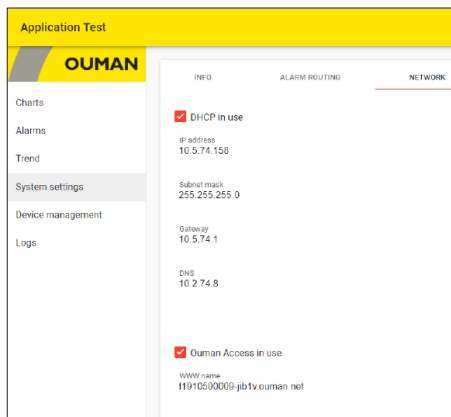 Application Test
OUMAN
INFO ALARM ROUTING NETWORK
Charts
Alarms
Trend
System settings
Device management
Logs
DHCP in use
IP address
10.5.74.158
Subnet mask
255.255.255.0
Gateway
10.5.74.1
DNS
10.2.74.8
Ouman Access in use
WWW name
f1910500009-jib1v.ouman.net